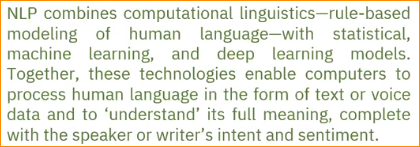 NLP combines computational linguistics—rule-based
modeling of human language—with statistical,
machine learning, and deep learning models.
Together, these technologies enable computers to
process human language in the form of text or voice
data and to ‘understand’ its full meaning, complete
with the speaker or writer’s intent and sentiment.